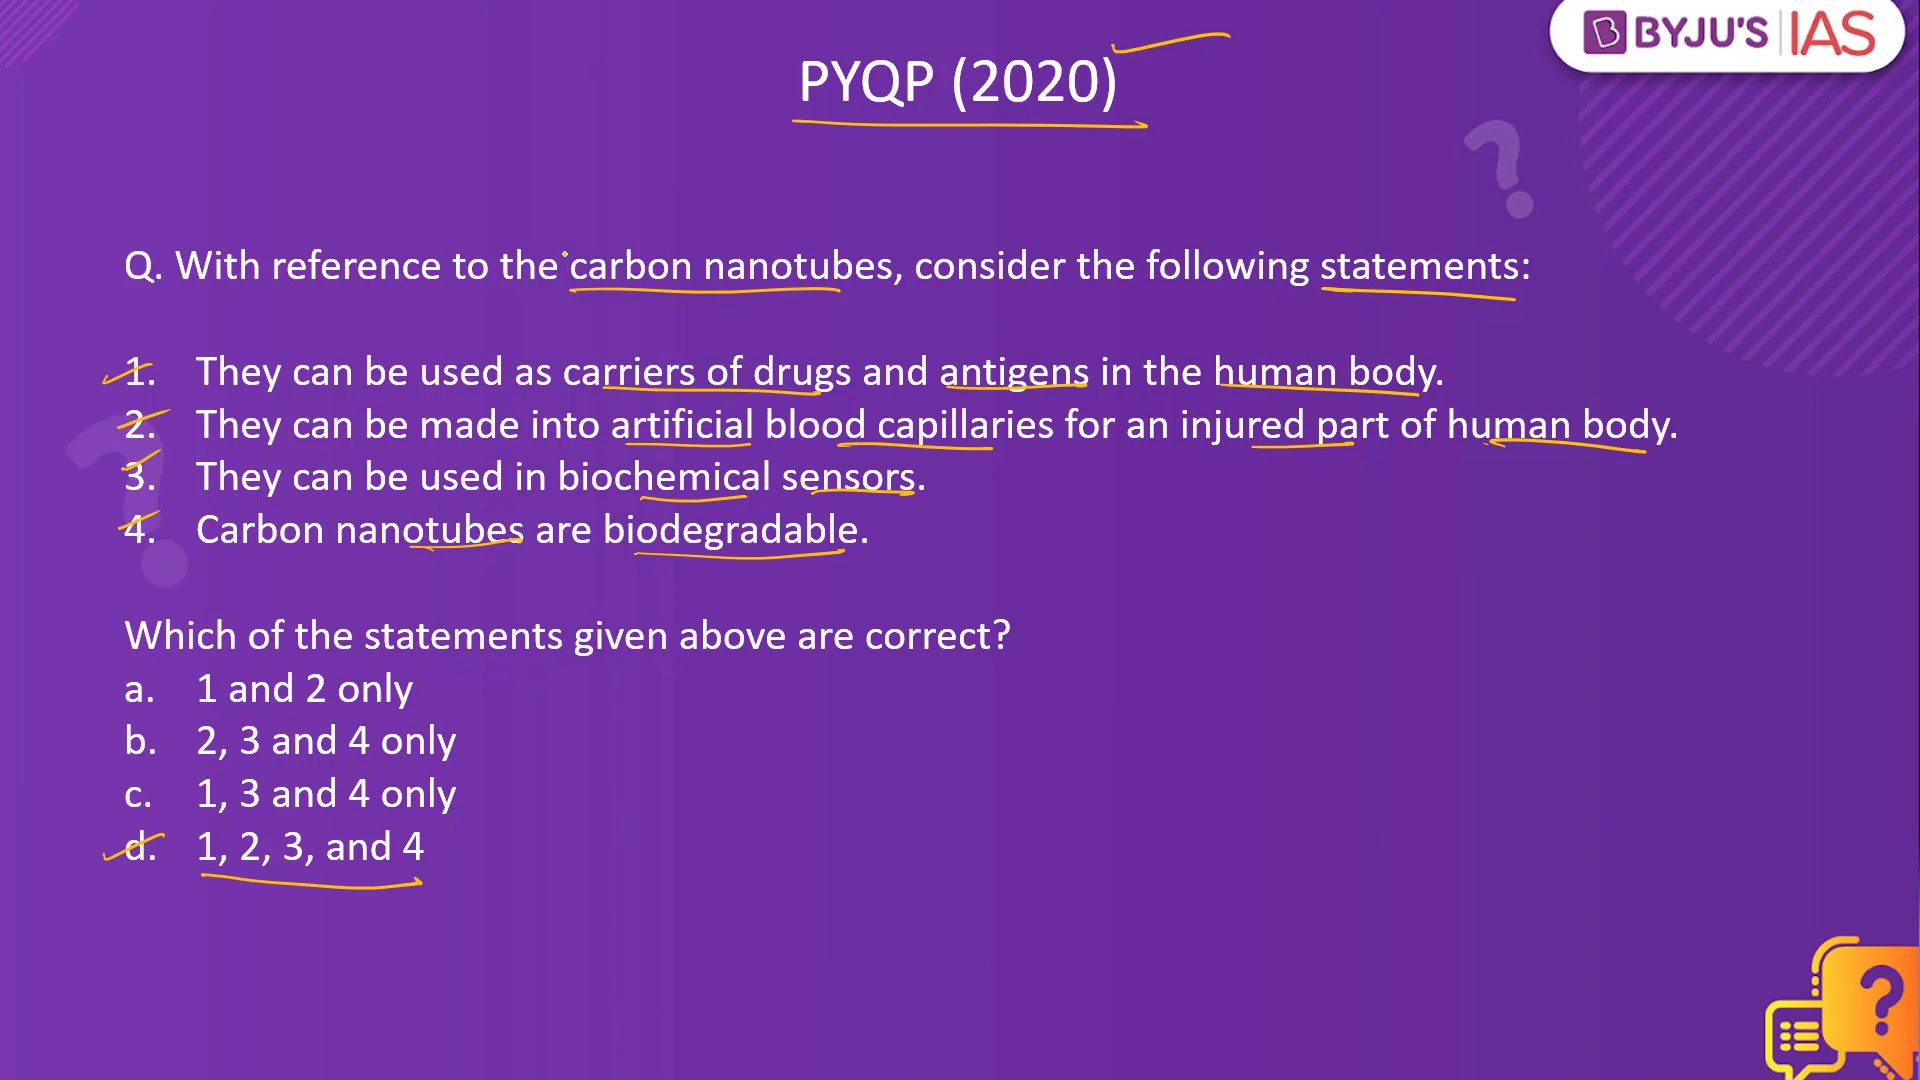 BYJU'S IAS
PYQP (2020)
Q. With reference to the carbon nanotubes, consider the following statements:
1. They can be used as carriers of drugs and antigens in the human body.
2. They can be made into artificial blood capillaries for an injured part of human body.
3. They can be used in biochemical sensors.
4. Carbon nanotubes are biodegradable.
Which of the statements given above are correct?
a. 1 and 2 only
b. 2, 3 and 4 only
c. 1, 3 and 4 only
d. 1, 2, 3, and 4